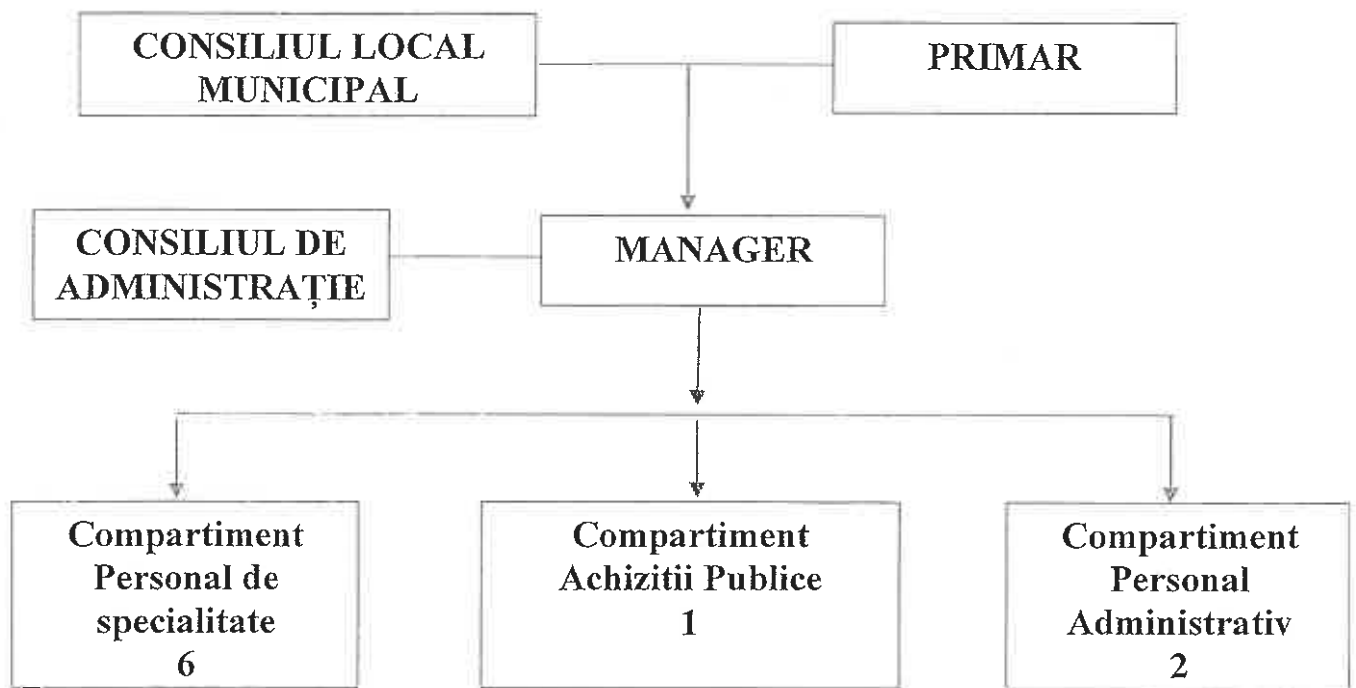 CONSILIUL LOCAL
MUNICIPAL
PRIMAR
CONSILIUL DE
ADMINISTRAȚIE
MANAGER
Compartiment
Personal de
specialitate
6
Compartiment
Achizitii Publice
1
Compartiment
Personal
Administrativ
2